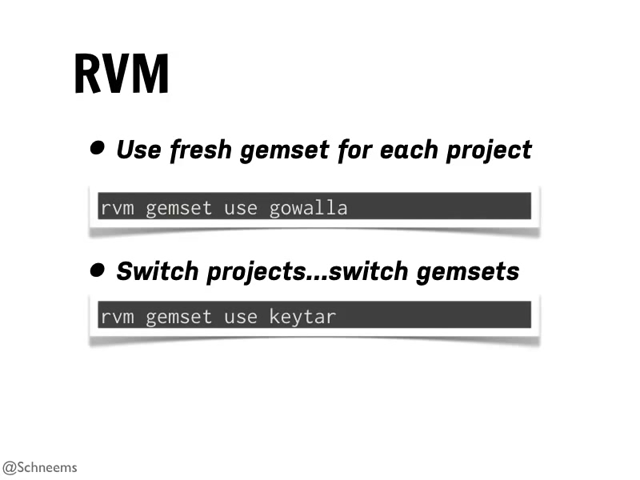 RVM
• Use fresh gemset for each project
rvm gemset use gowalla
• Switch projects...switch gemsets
rvm gemset use keytar
@Schneems